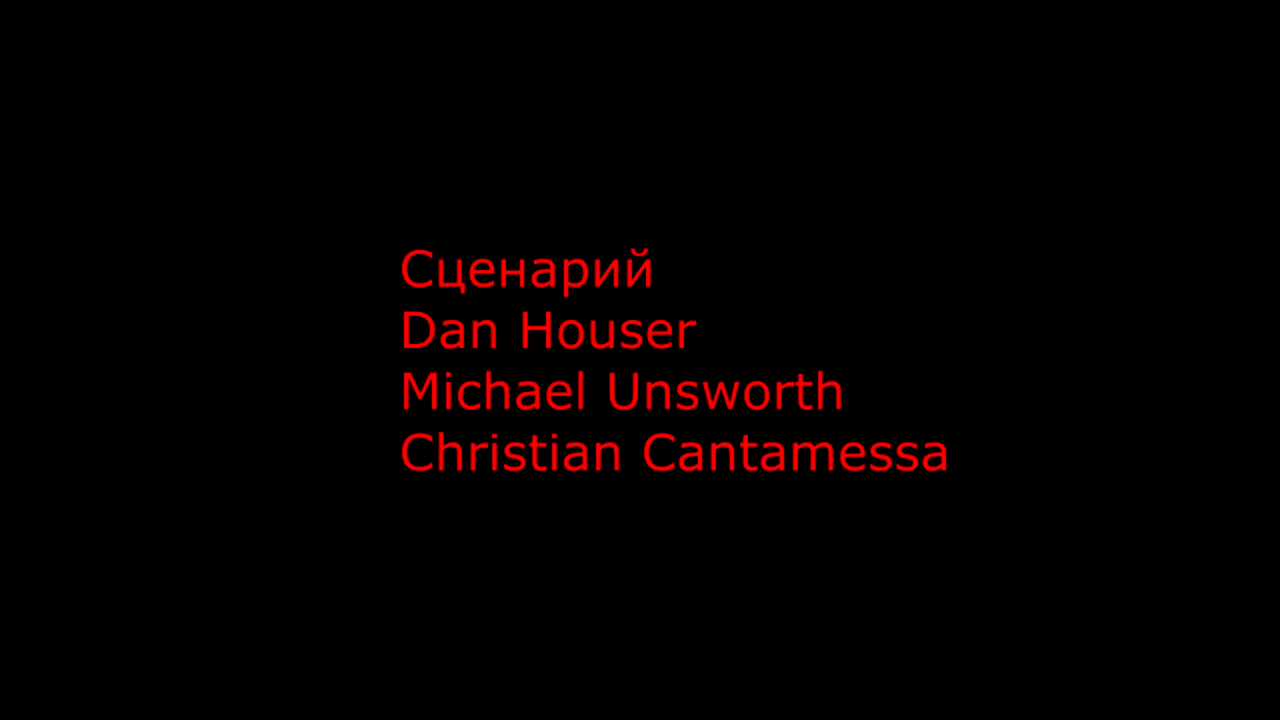 Сценарий
Dan Houser
Michael Unsworth
Christian Cantamessa